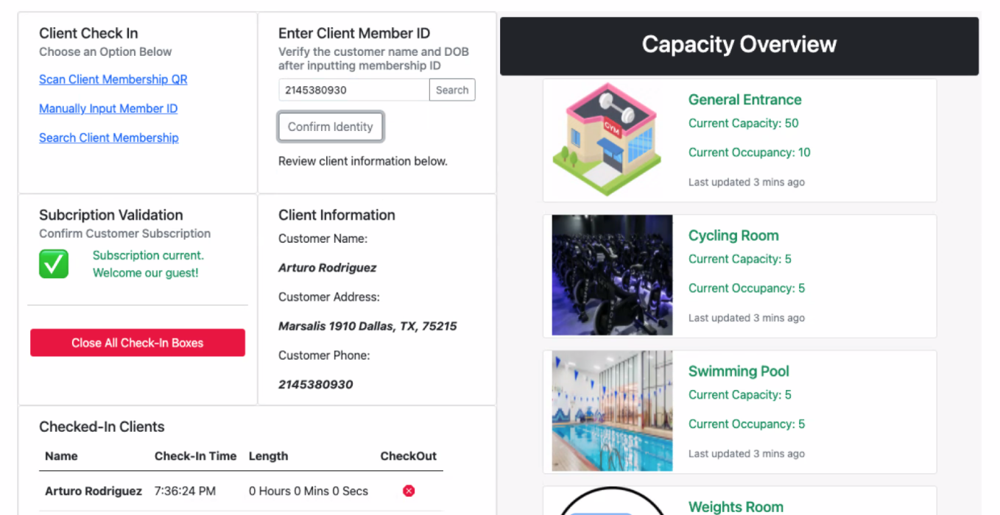 Client Check In
Choose an Option Below
Scan Client Membership QR
Manually Input Member ID
Search Client Membership
Enter Client Member ID
Verify the customer name and DOB
after inputting membership ID
2145380930 Search
Confirm Identity
Review client information below.
Subcription Validation
Confirm Customer Subscription
Subscription current.
Welcome our guest!
Close All Check-In Boxes
Client Information
Customer Name:
Arturo Rodriguez
Customer Address:
Marsalis 1910 Dallas, TX, 75215
Customer Phone:
2145380930
Checked-In Clients
Name Check-In Time Length CheckOut
Arturo Rodriguez 7:36:24 PM 0 Hours 0 Mins 0 Secs
Capacity Overview
GYM
General Entrance
Current Capacity: 50
Current Occupancy: 10
Last updated 3 mins ago
Cycling Room
Current Capacity: 5
Current Occupancy: 5
Last updated 3 mins ago
Swimming Pool
Current Capacity: 5
Current Occupancy: 5
Last updated 3 mins ago
Weights Room